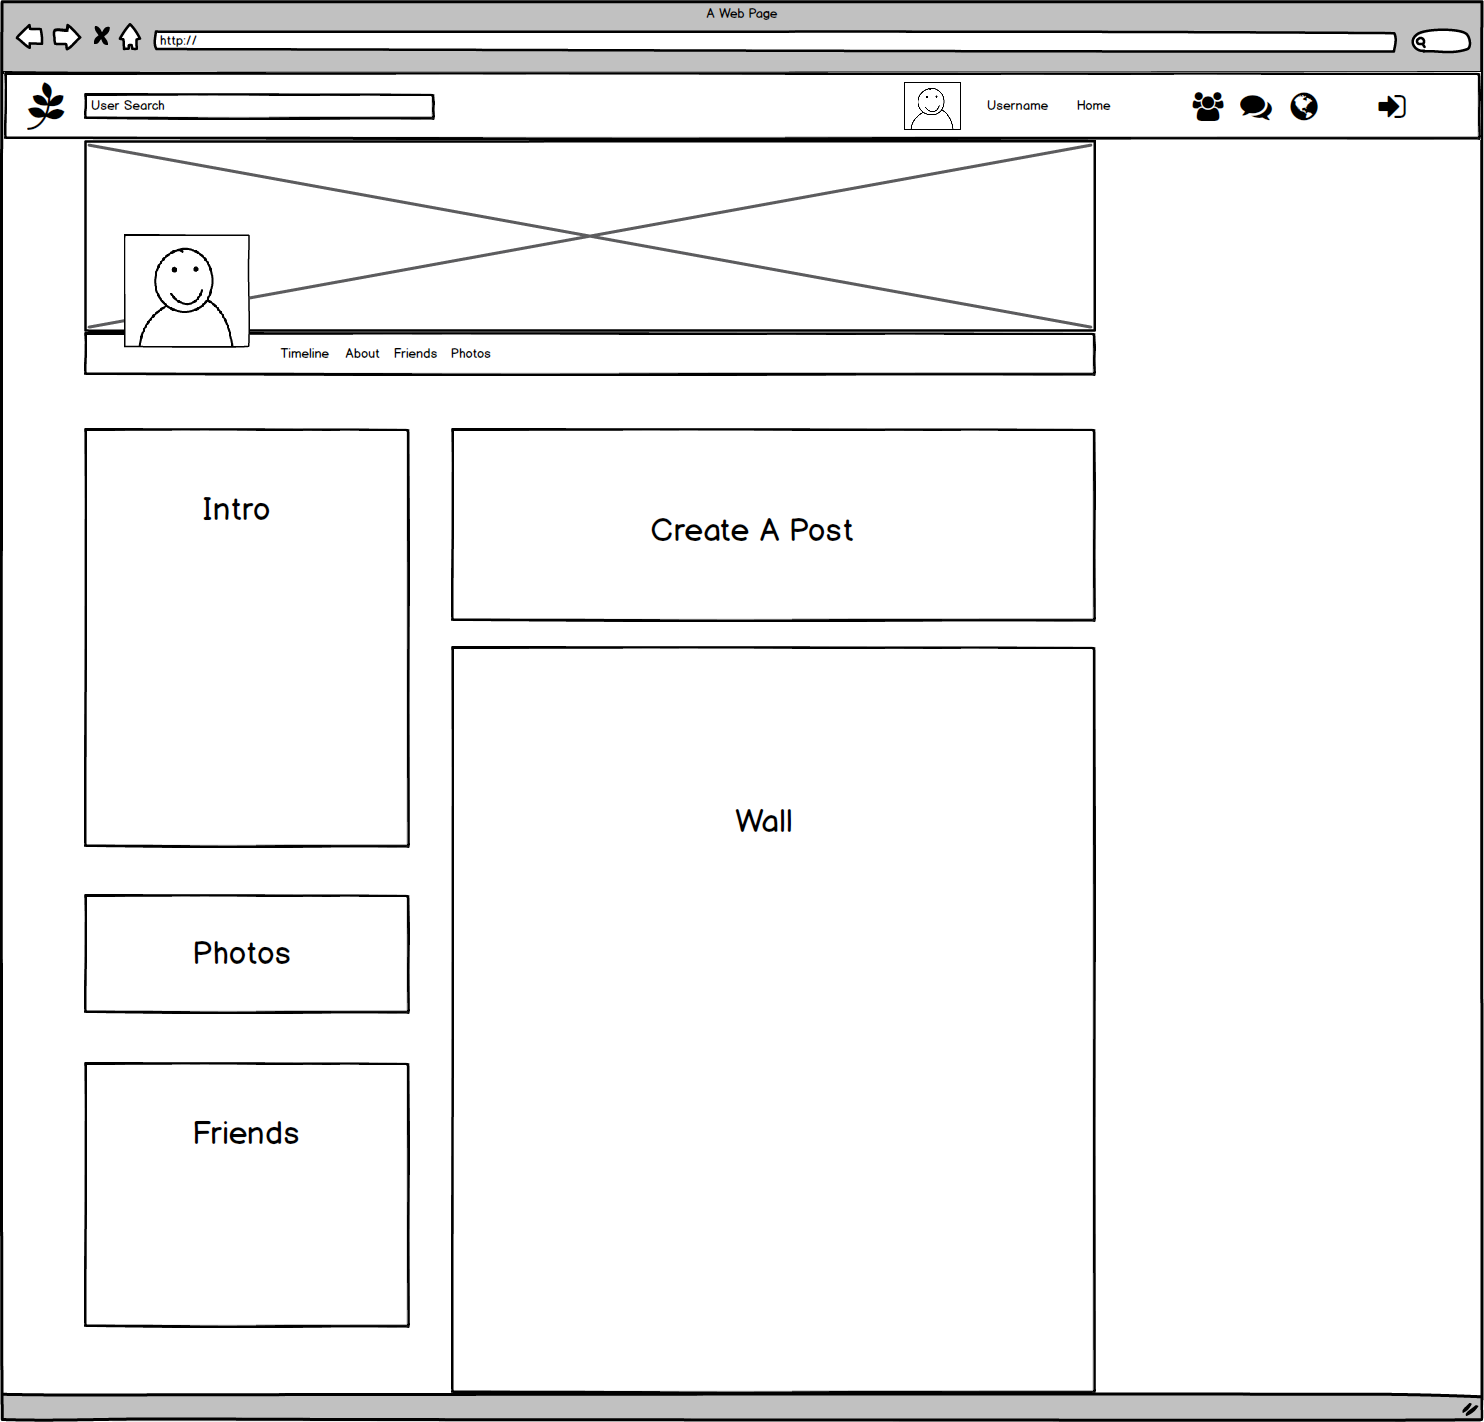 A Web Page
http://
User Search
Username Home
Timeline About Friends Photos
Intro
Create A Post
Wall
Photos
Friends